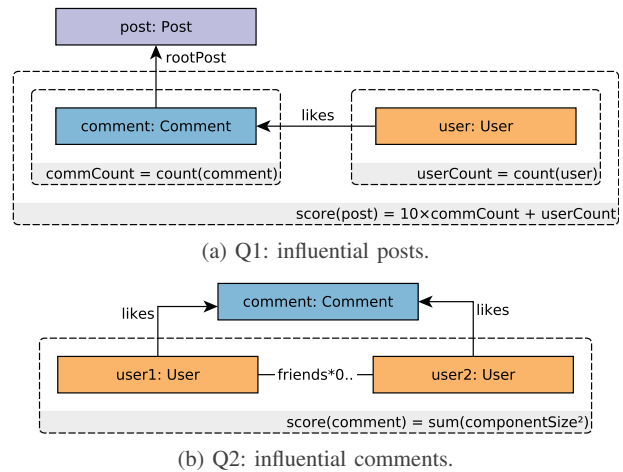 post: Post
rootPost
comment: Comment
likes
user: User
commCount = count(comment)
userCount = count(user)
score(post) = 10×commCount + userCount
(a) Q1: influential posts.
comment: Comment
likes
likes
user1: User
friends*0..
user2: User
score(comment) = sum(componentSize²)
(b) Q2: influential comments.